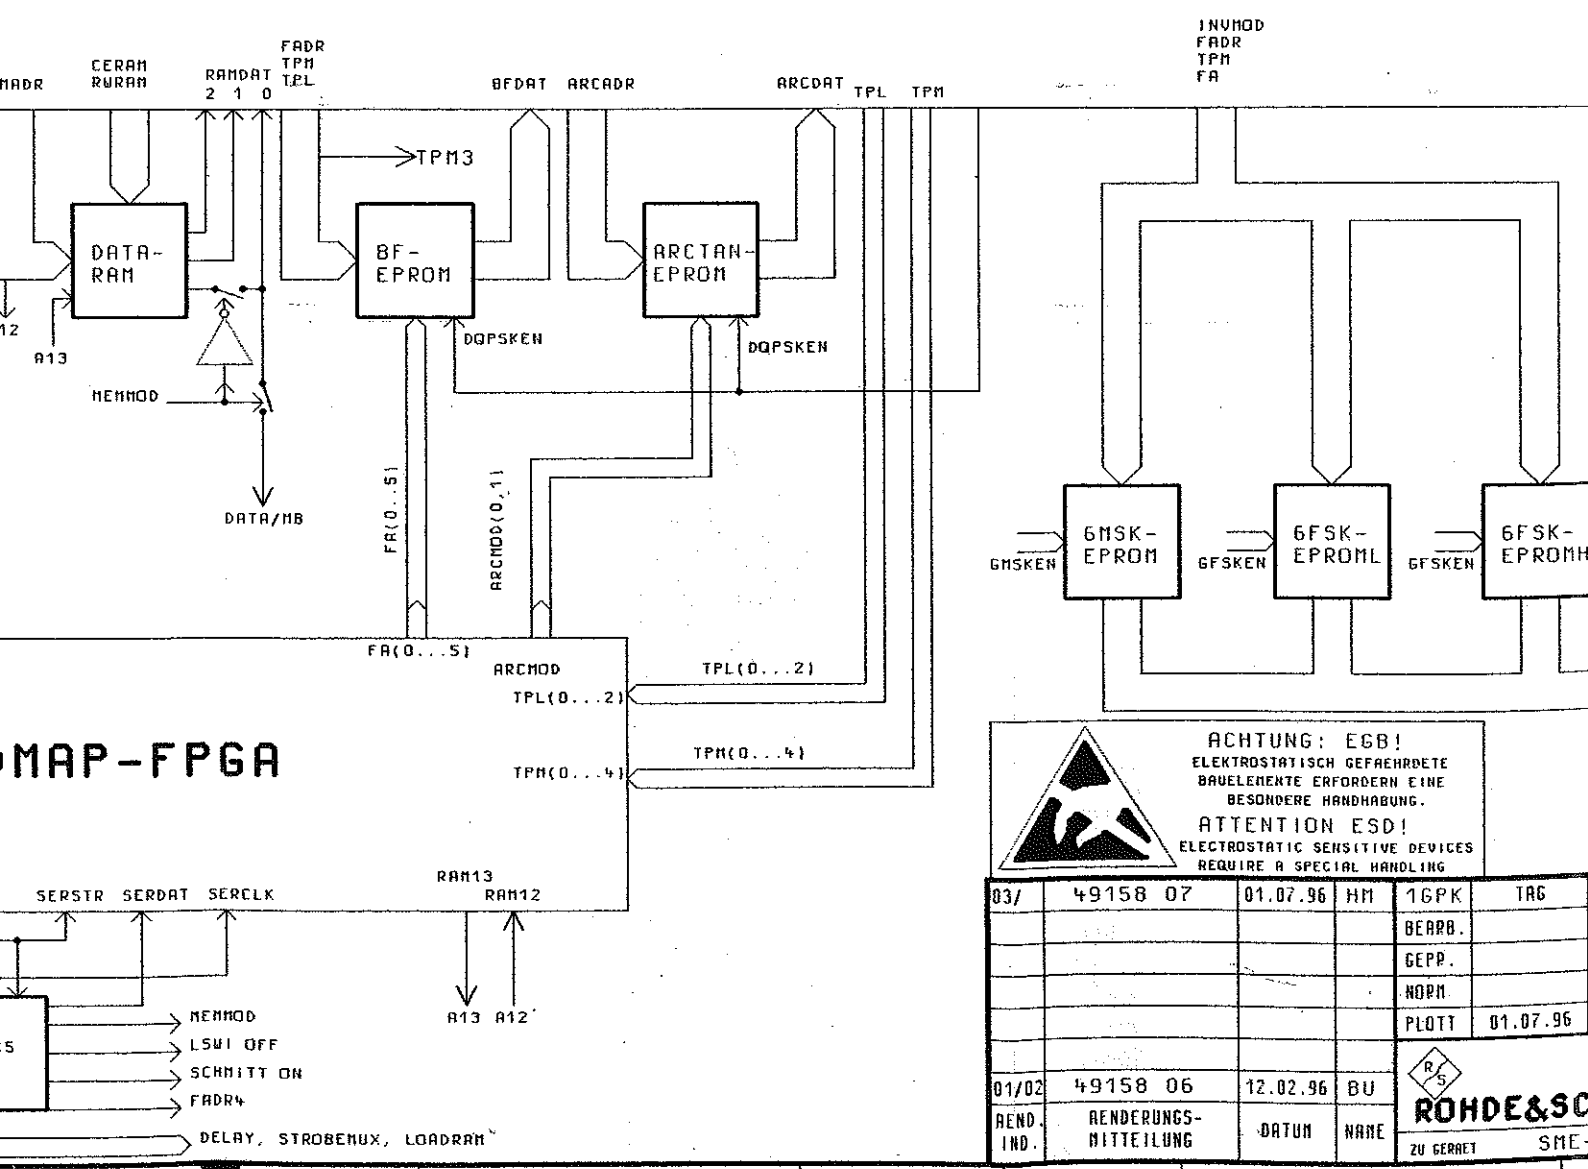 INVMOD
FADR
TPM
FA
FADR
TPM
TPL
CERAM
RWRAM
MADR
RAMDAT
2 1 0
BFDAT
ARCADR
ARCDAT
TPL
TPM
TPM3
DATA-
RAM
BF-
EPROM
ARCTAN-
EPROM
12
A13
DQPSKEN
DQPSKEN
MEMMOD
DATA/MB
FA(0..5)
ARCMOD(0,1)
GMSK-
EPROM
GFSK-
EPROML
GFSK-
EPROMH
GMSKEN
GFSKEN
GFSKEN
FA(0...5)
ARCMOD
TPL(0...2)
TPL(0...2)
MAP-FPGA
TPM(0...4)
TPM(0...4)
ACHTUNG: EGB!
ELEKTROSTATISCH GEFAEHRDETE
BAUELEMENTE ERFORDERN EINE
BESONDERE HANDHABUNG.
ATTENTION ESD!
ELECTROSTATIC SENSITIVE DEVICES
REQUIRE A SPECIAL HANDLING
RAM13
RAM12
SERSTR SERDAT SERCLK
A13 A12
MEMMOD
LSWI OFF
SCHMITT ON
FADR4
DELAY, STROBEMUX, LOADRAM
03/ 49158 07 01.07.96 HM 1GPK TAG
BEARB.
GEPR.
NORM
PLOTT 01.07.96
01/02 49158 06 12.02.96 BU
AEND.
IND.
AENDERUNGS-
MITTEILUNG
DATUM
NAME
R
S
ROHDE&SC
ZU GERAET SME-